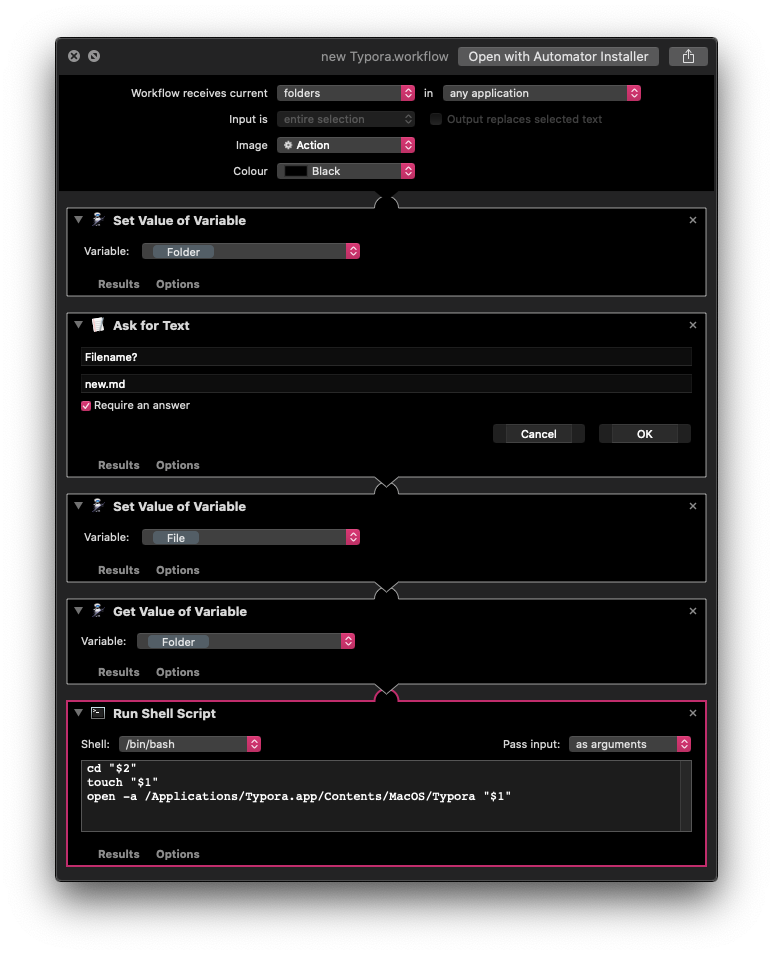 new Typora.workflow Open with Automator Installer
Workflow receives current folders in any application
Input is entire selection Output replaces selected text
Image Action
Colour Black
Set Value of Variable
Variable: Folder
Results Options
Ask for Text
Filename?
new.md
Require an answer
Cancel OK
Results Options
Set Value of Variable
Variable: File
Results Options
Get Value of Variable
Variable: Folder
Results Options
Run Shell Script
Shell: /bin/bash Pass input: as arguments
cd "$2"
touch "$1"
open -a /Applications/Typora.app/Contents/MacOS/Typora "$1"
Results Options